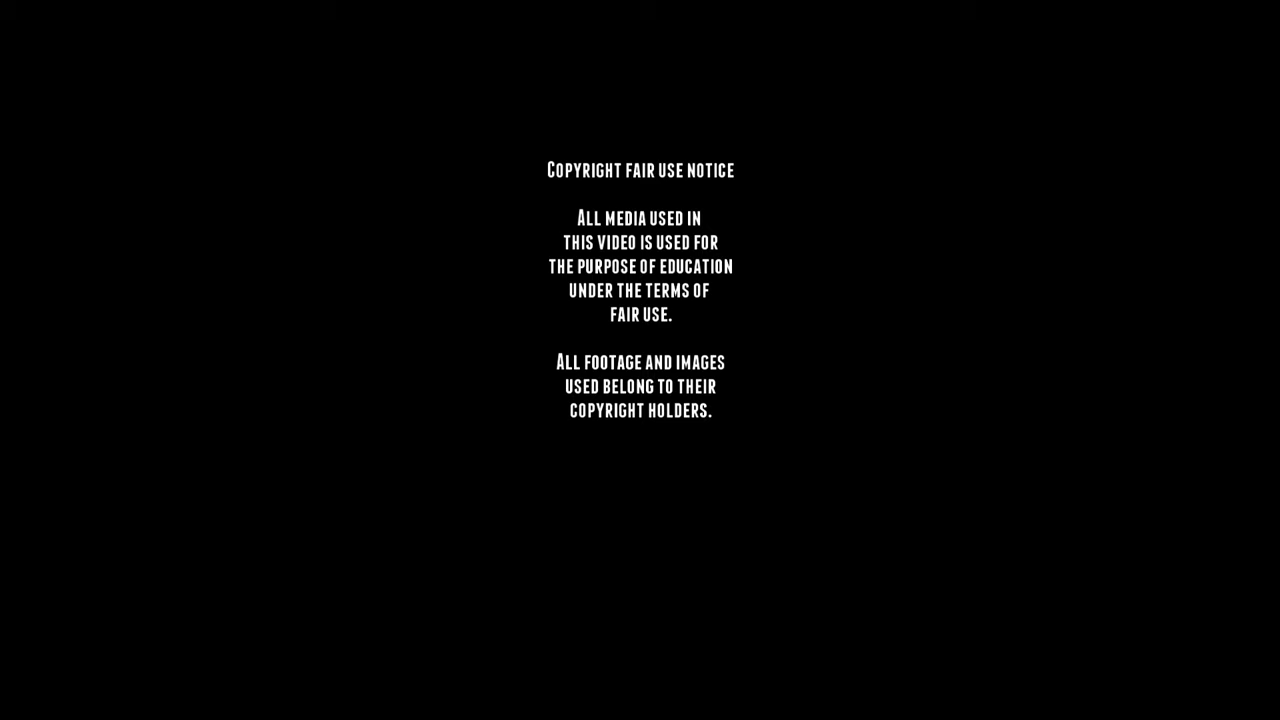 Copyright fair use notice
All media used in
this video is used for
the purpose of education
under the terms of
fair use.
All footage and images
used belong to their
copyright holders.